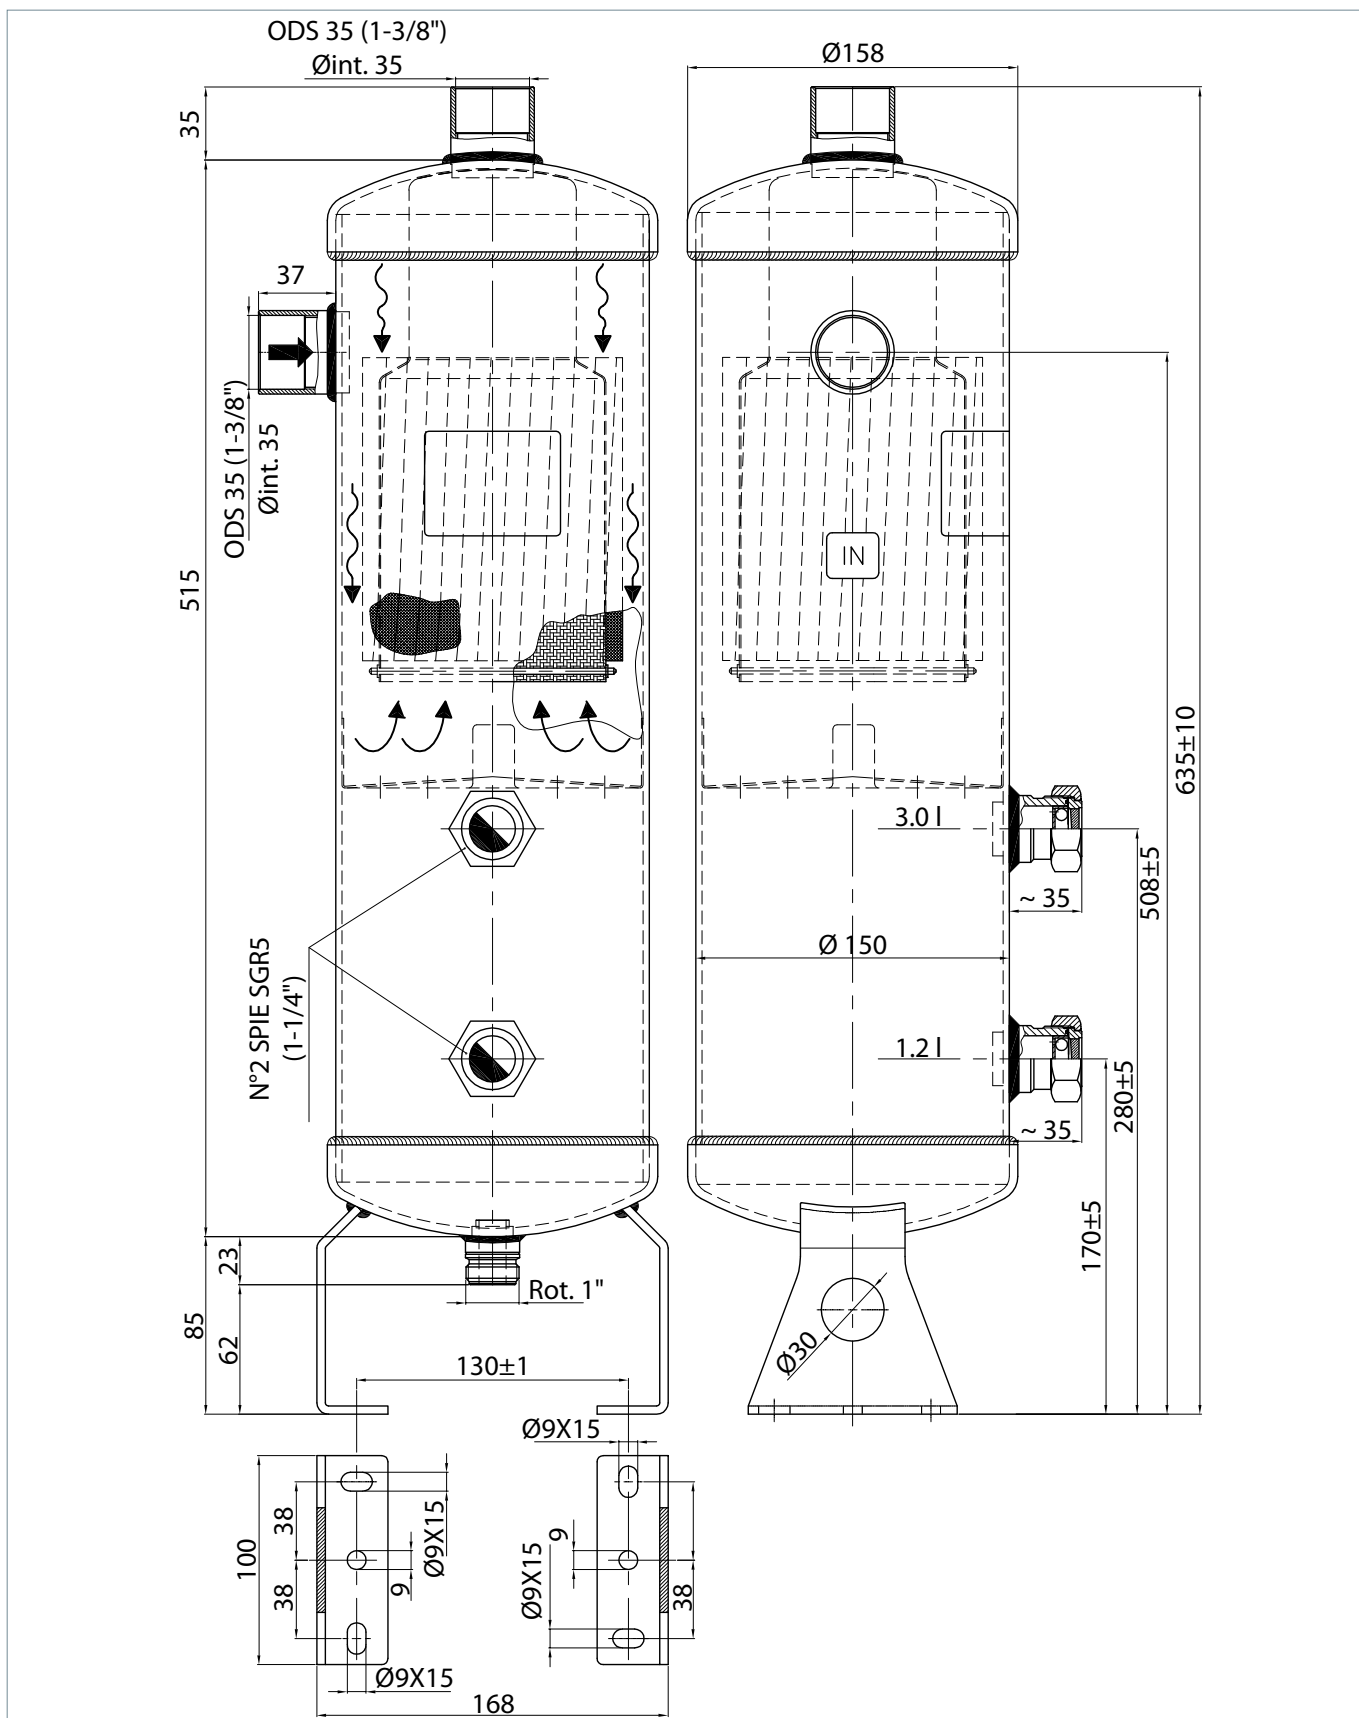 ODS 35 (1-3/8")
Øint. 35
Ø158
35
37
ODS 35 (1-3/8")
Øint. 35
515
IN
635±10
3.0 l
508±5
~ 35
Ø 150
N°2 SPIE SGR5
(1-1/4")
1.2 l
280±5
~ 35
170±5
23
Rot. 1"
85
62
Ø30
130±1
Ø9X15
38
Ø9X15
9
100
9
Ø9X15
38
38
Ø9X15
168